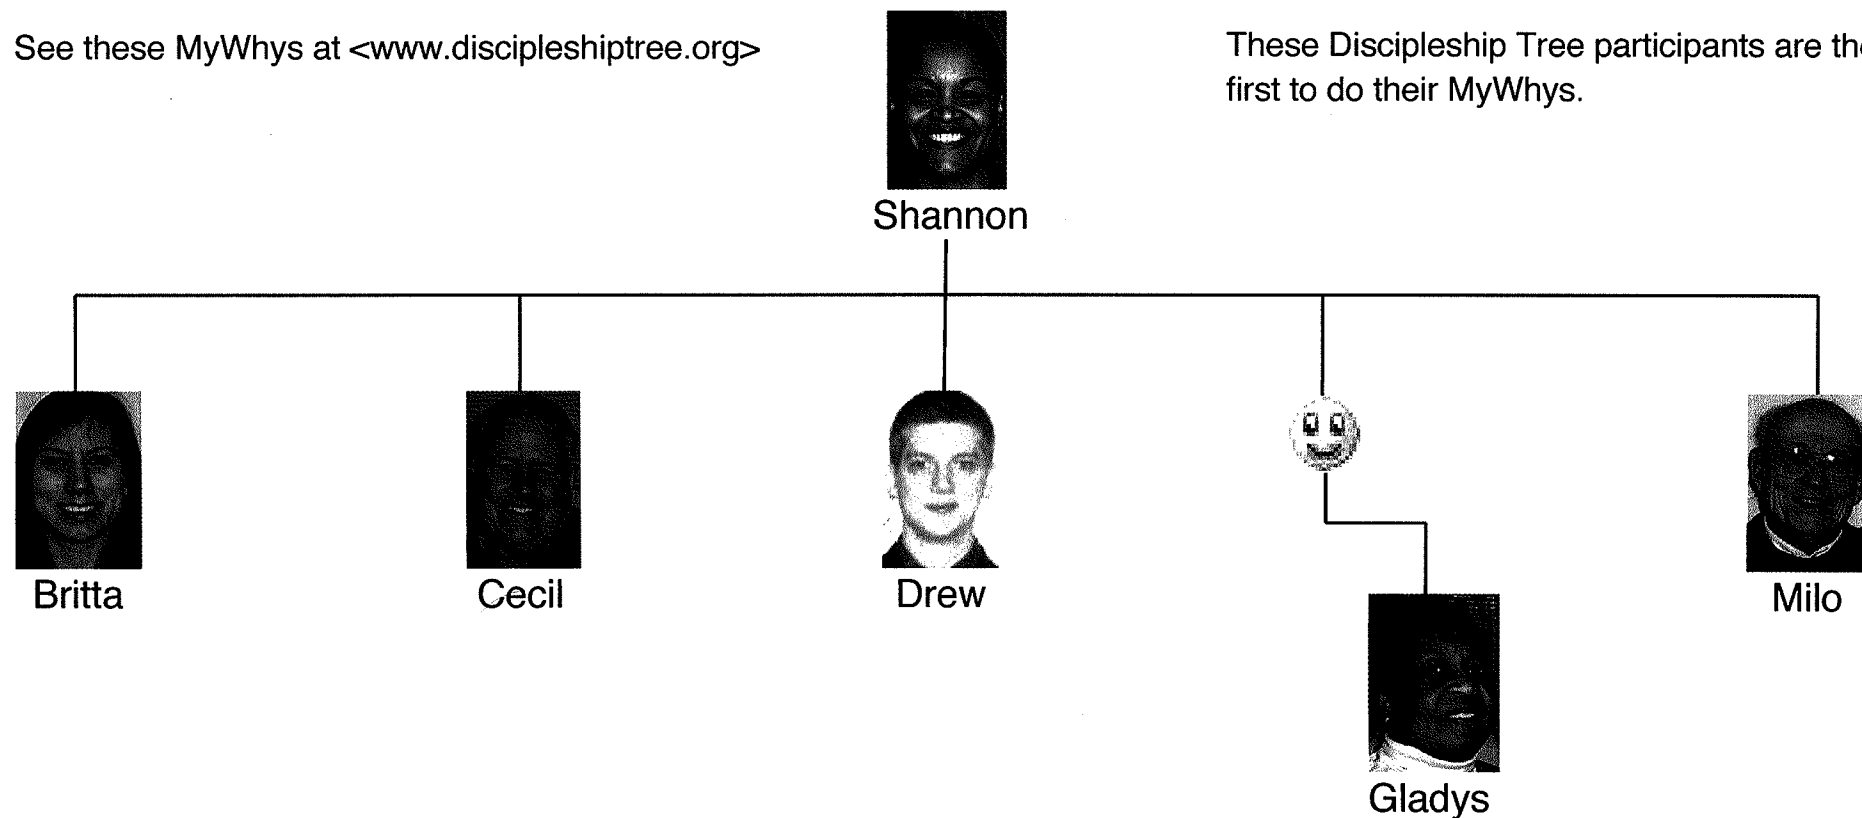 See these MyWhys at <www.discipleshiptree.org>
These Discipleship Tree participants are the
first to do their MyWhys.
Shannon
Britta
Cecil
Drew
Milo
Gladys